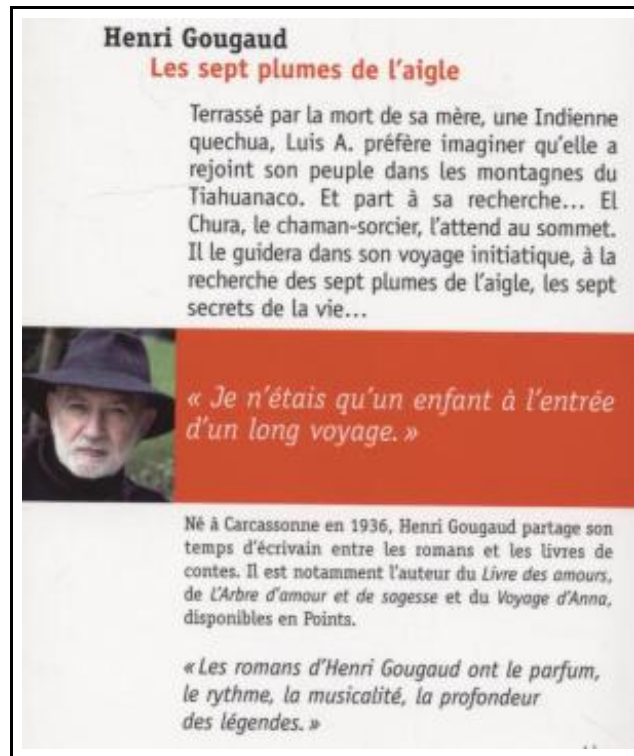 Henri Gougaud
Les sept plumes de l'aigle
Terrassé par la mort de sa mère, une Indienne
quechua, Luis A. préfère imaginer qu'elle a
rejoint son peuple dans les montagnes du
Tiahuanaco. Et part à sa recherche... El
Chura, le chaman-sorcier, l'attend au sommet.
Il le guidera dans son voyage initiatique, à la
recherche des sept plumes de l'aigle, les sept
secrets de la vie...
« Je n'étais qu'un enfant à l'entrée
d'un long voyage. »
Né à Carcassonne en 1936, Henri Gougaud partage son
temps d'écrivain entre les romans et les livres de
contes. Il est notamment l'auteur du Livre des amours,
de L'Arbre d'amour et de sagesse et du Voyage d'Anna,
disponibles en Points.
« Les romans d'Henri Gougaud ont le parfum,
le rythme, la musicalité, la profondeur
des légendes. »